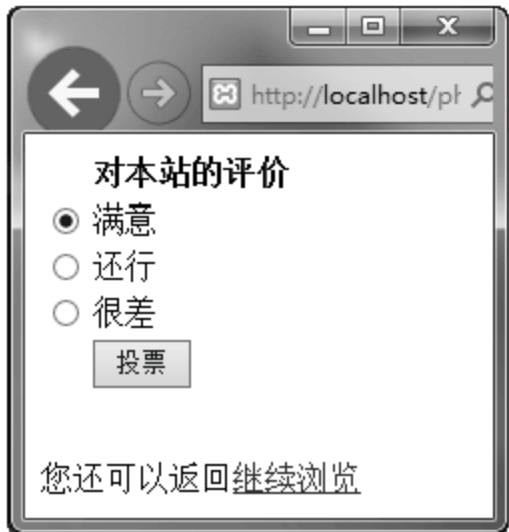 http://localhost/ph
对本站的评价
满意
还行
很差
投票
您还可以返回继续浏览